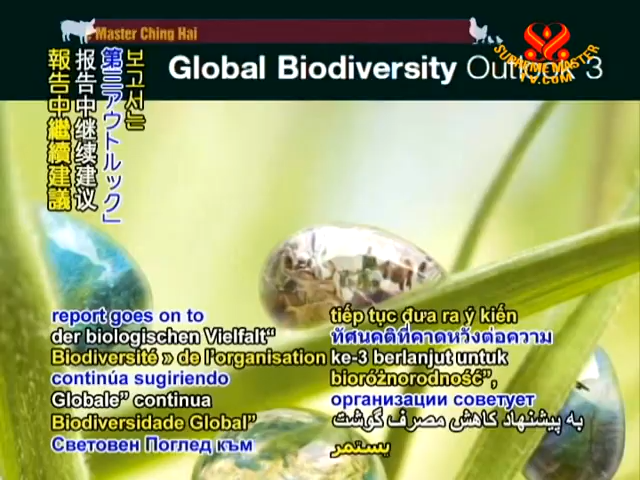 Master Ching Hai
SUPREME MASTER
TV.COM
Global Biodiversity Outlook 3
보고서는
第三アウトルック」
报告中继续建议
報告中繼續建議
report goes on to
der biologischen Vielfalt“
Biodiversité » de l'organisation
continúa sugiriendo
Globale” continua
Biodiversidade Global”
Световен Поглед към
tiếp tục đưa ra ý kiến
ทัศนคติที่คาดหวังต่อความ
ke-3 berlanjut untuk
bioróżnorodność”,
организации советует
به پیشنهاد کاهش مصرف گوشت
يستمر